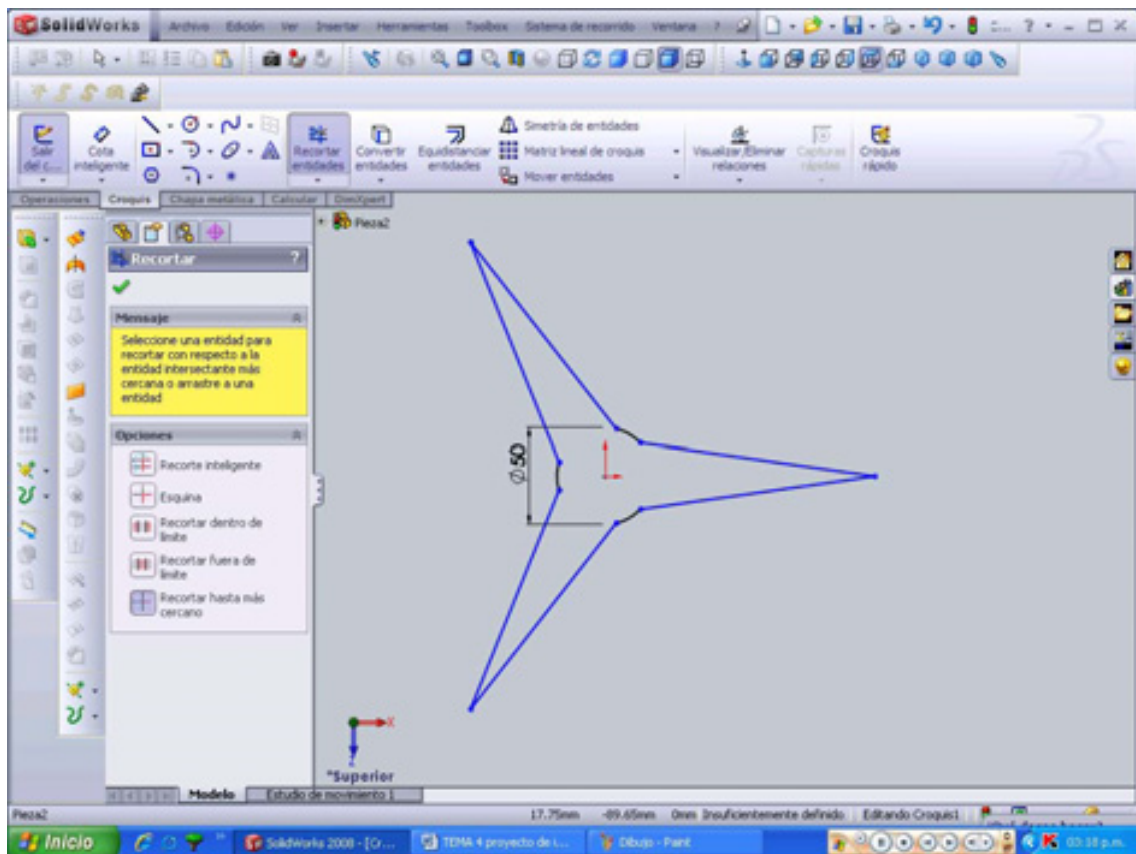 SolidWorks
Archivo Edición Ver Insertar Herramientas Toolbox Sistema de recorrido Ventana ?
Salir del c...
Cota inteligente
Recortar entidades
Convertir entidades
Equidistanciar entidades
Simetría de entidades
Matriz lineal de croquis
Mover entidades
Visualizar/Eliminar relaciones
Capturas rápidas
Croquis rápido
Operaciones Croquis Chapa metálica Calcular DimXpert
Pieza2
Recortar ?
Mensaje
Seleccione una entidad para
recortar con respecto a la
entidad intersectante más
cercana o arrastre a una
entidad
Opciones
Recorte inteligente
Esquina
Recortar dentro de
límite
Recortar fuera de
límite
Recortar hasta más
cercano
Ø50
X
Z
*Superior
Modelo Estudio de movimiento 1
Pieza2 17.75mm -89.65mm 0mm Insuficientemente definido Editando Croquis1
Inicio SolidWorks 2008 - [Cr... TEMA 4 proyecto de i... Dibujo - Paint 03:18 p.m.